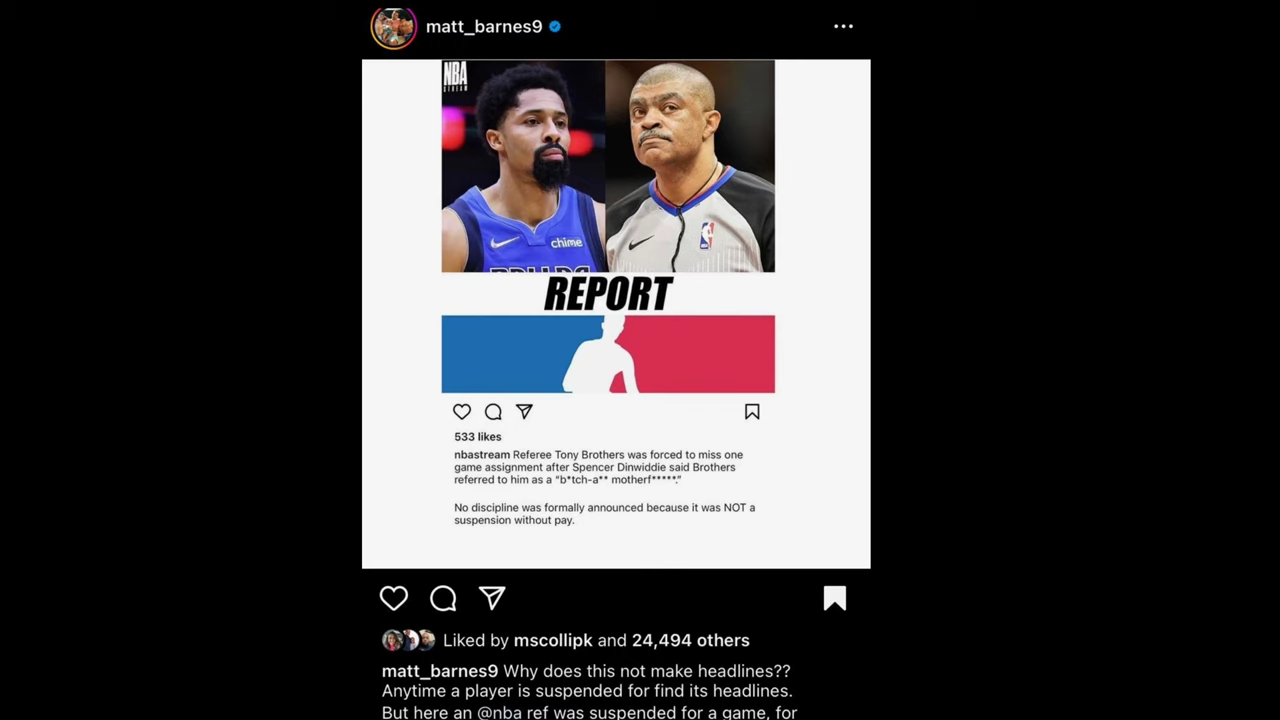 matt_barnes9
NBA
STREAM
chime
REPORT
533 likes
nbastream Referee Tony Brothers was forced to miss one
game assignment after Spencer Dinwiddie said Brothers
referred to him as a "b*tch-a** motherf*****."
No discipline was formally announced because it was NOT a
suspension without pay.
Liked by mscollipk and 24,494 others
matt_barnes9 Why does this not make headlines??
Anytime a player is suspended for find its headlines.
But here an @nba ref was suspended for a game, for